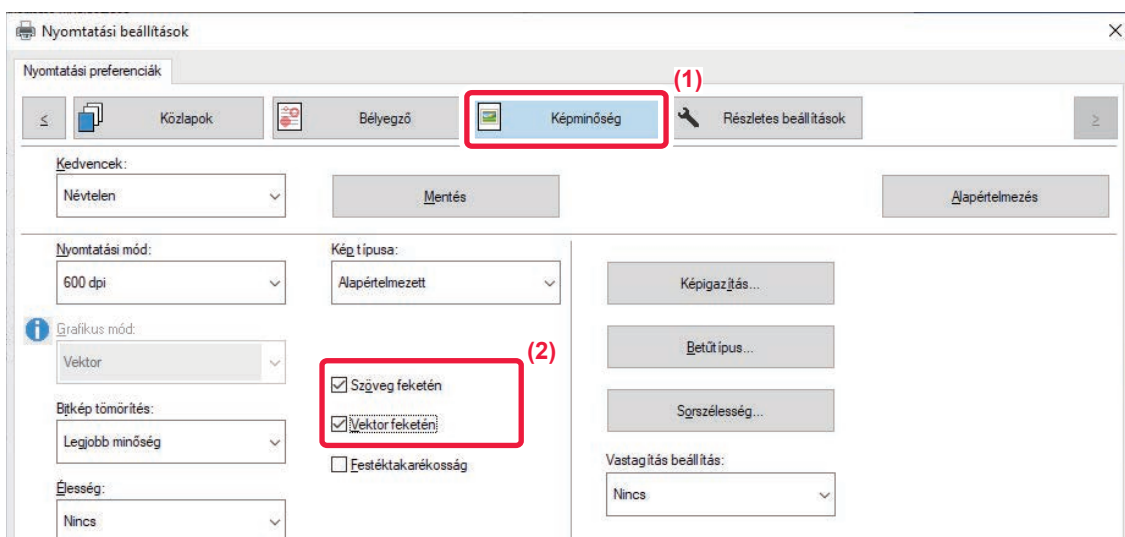 Nyomtatási beállítások
Nyomtatási preferenciák
(1)
Közlapok
Bélyegző
Képminőség
Részletes beállítások
Kedvencek:
Névtelen
Mentés
Alapértelmezés
Nyomtatási mód:
600 dpi
Kép típusa:
Alapértelmezett
Képigazítás...
Grafikus mód:
Vektor
(2)
Betűtípus...
Szöveg feketén
Bitkép tömörítés:
Legjobb minőség
Vektor feketén
Sorszélesség...
Festéktakarékosság
Vastagítás beállítás:
Nincs
Élesség:
Nincs